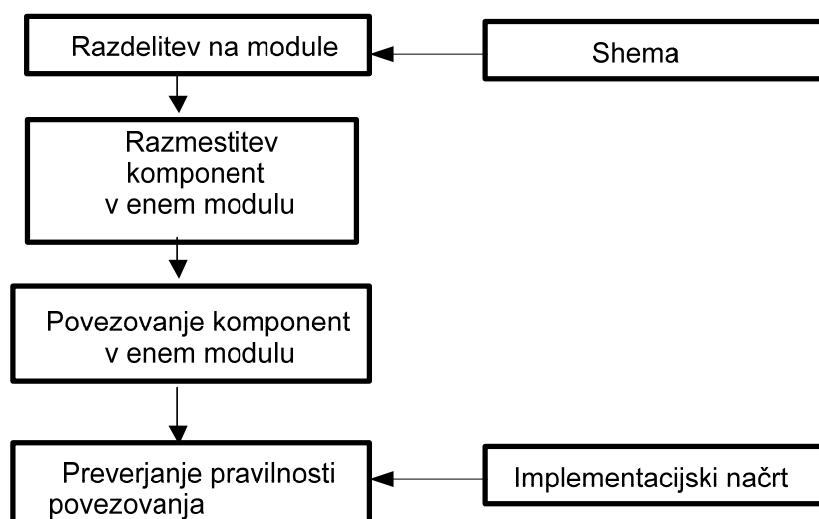 Razdelitev na module
Shema
Razmestitev
komponent
v enem modulu
Povezovanje komponent
v enem modulu
Preverjanje pravilnosti
povezovanja
Implementacijski načrt